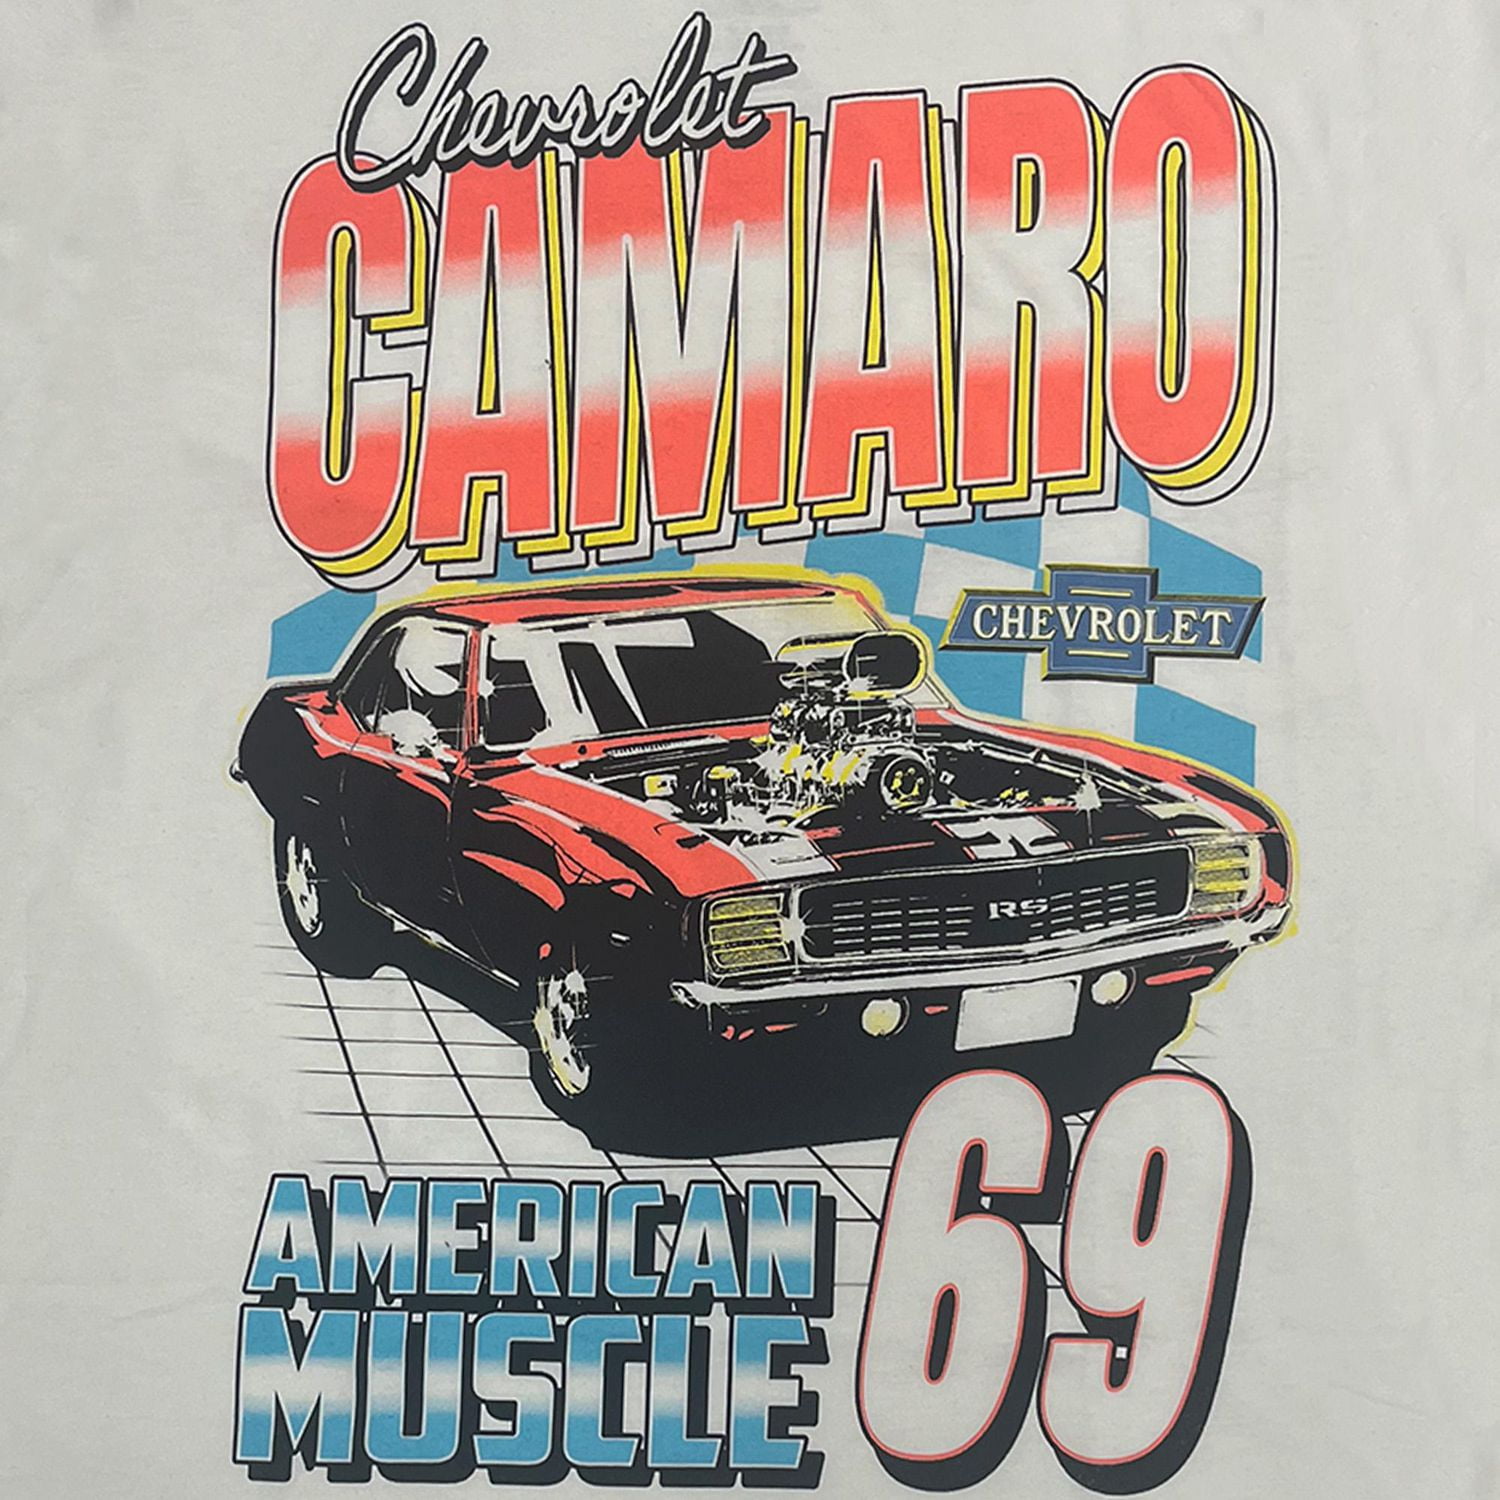 Chevrolet
CAMARO
CHEVROLET
RS
AMERICAN
MUSCLE
69